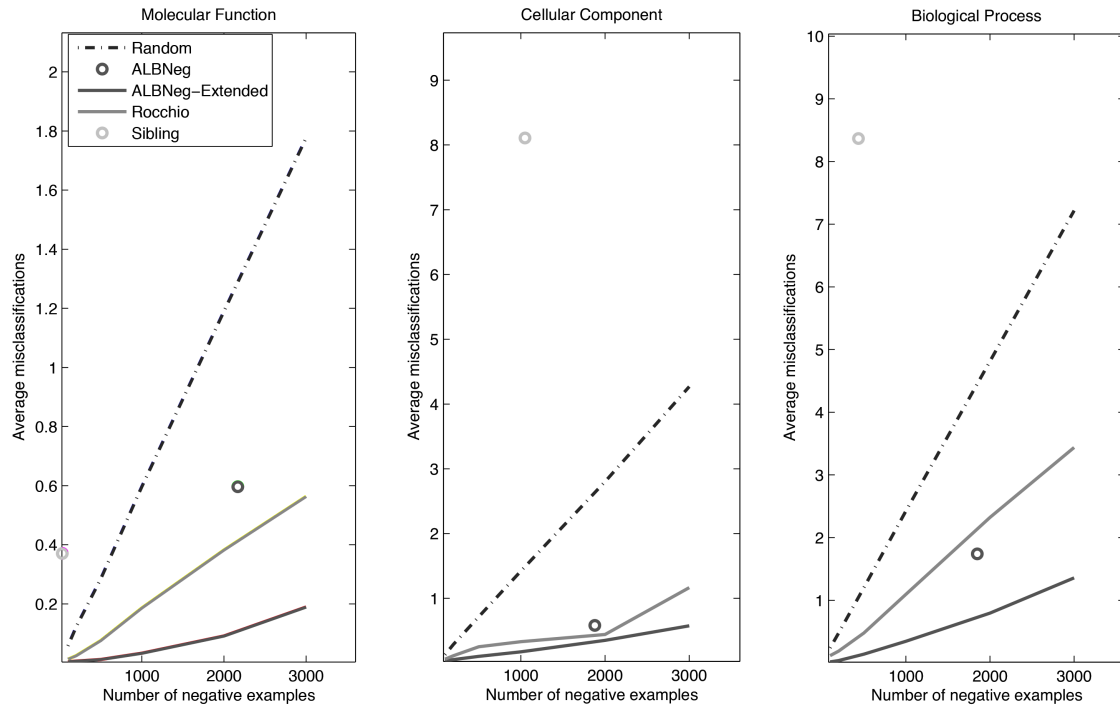 Molecular Function
Random
ALBNeg
ALBNeg-Extended
Rocchio
Sibling
2
1.8
1.6
1.4
1.2
1
0.8
0.6
0.4
0.2
Average misclassifications
1000 2000 3000
Number of negative examples
Cellular Component
9
8
7
6
5
4
3
2
1
Average misclassifications
1000 2000 3000
Number of negative examples
Biological Process
10
9
8
7
6
5
4
3
2
1
Average misclassifications
1000 2000 3000
Number of negative examples